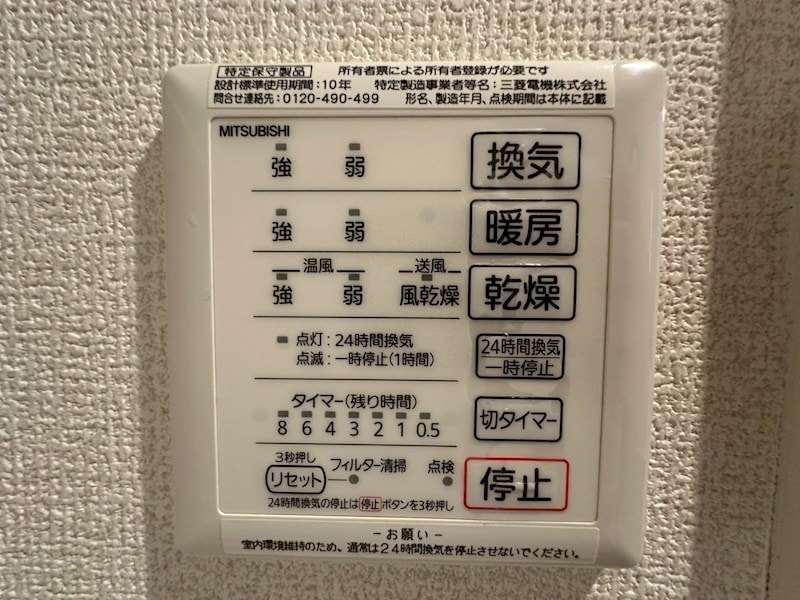 特定保守製品 所有者票による所有者登録が必要です
設計標準使用期間:10年 特定製造事業者等名:三菱電機株式会社
問合せ連絡先:0120-490-499 形名、製造年月、点検期間は本体に記載
MITSUBISHI
強 弱 換気
強 弱 暖房
温風 送風
強 弱 風乾燥 乾燥
点灯:24時間換気
点滅:一時停止(1時間)
24時間換気
一時停止
タイマー(残り時間)
8 6 4 3 2 1 0.5
切タイマー
3秒押し
リセット フィルター清掃 点検
停止
24時間換気の停止は停止ボタンを3秒押し
-お願い-
室内環境維持のため、通常は24時間換気を停止させないでください。